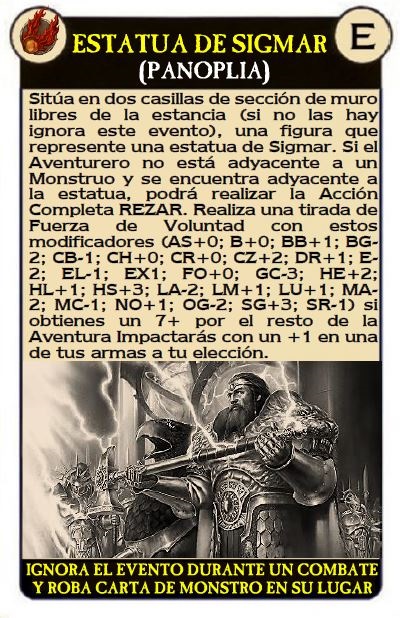 ESTATUA DE SIGMAR
E
(PANOPLIA)
Sitúa en dos casillas de sección de muro
libres de la estancia (si no las hay
ignora este evento), una figura que
represente una estatua de Sigmar. Si el
Aventurero no está adyacente a un
Monstruo y se encuentra adyacente a
la estatua, podrá realizar la Acción
Completa REZAR. Realiza una tirada de
Fuerza de Voluntad con estos
modificadores (AS+0; B+0; BB+1; BG-
2; CB-1; CH+0; CR+0; CZ+2; DR+1; E-
2; EL-1; EX1; FO+0; GC-3; HE+2;
HL+1; HS+3; LA-2; LM+1; LU+1; MA-
2; MC-1; NO+1; OG-2; SG+3; SR-1) si
obtienes un 7+ por el resto de la
Aventura Impactarás con un +1 en una
de tus armas a tu elección.
IGNORA EL EVENTO DURANTE UN COMBATE
Y ROBA CARTA DE MONSTRO EN SU LUGAR